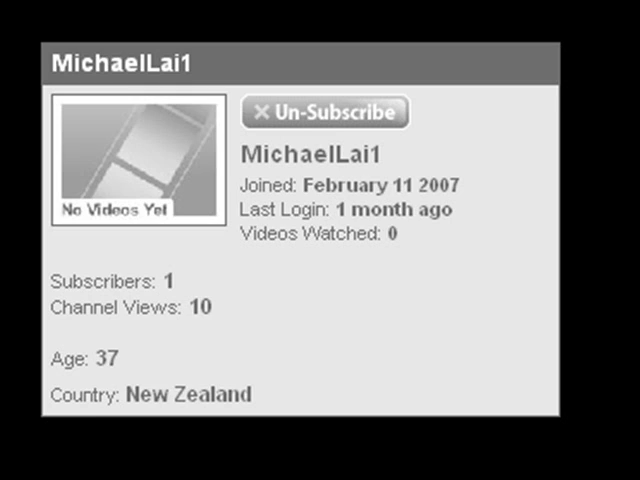 MichaelLai1
Un-Subscribe
No Videos Yet
MichaelLai1
Joined: February 11 2007
Last Login: 1 month ago
Videos Watched: 0
Subscribers: 1
Channel Views: 10
Age: 37
Country: New Zealand